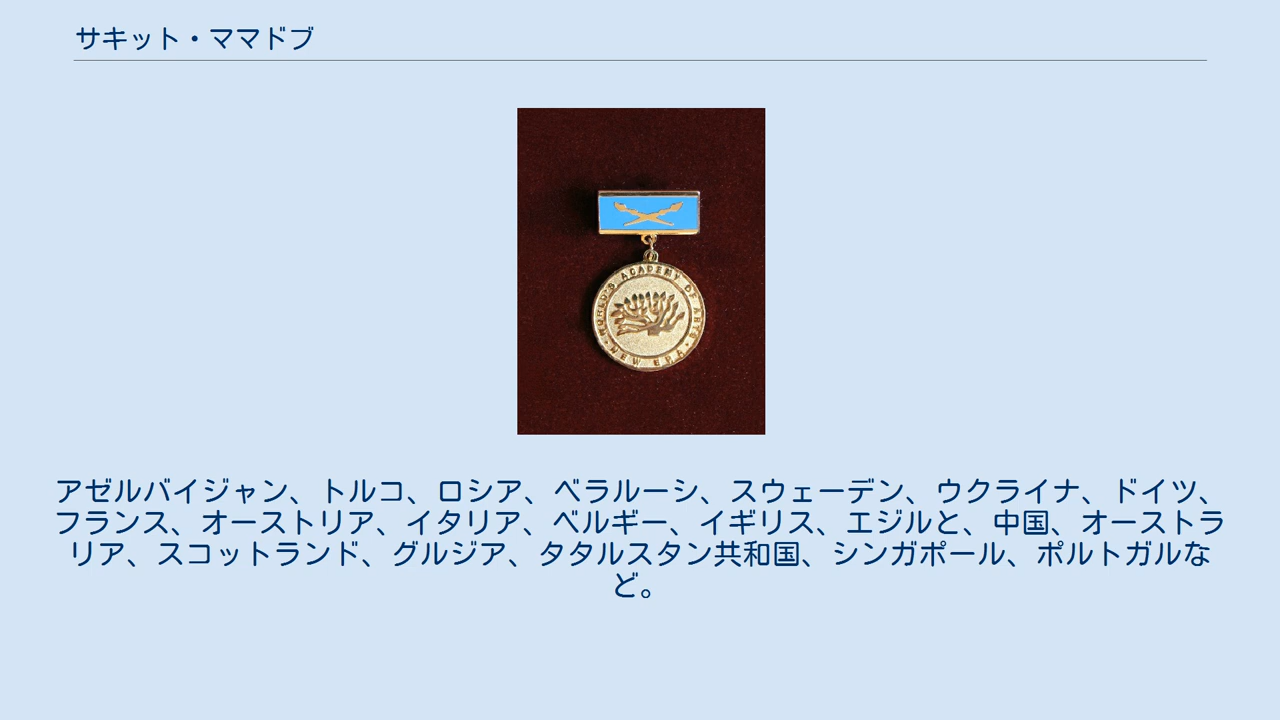 サキット・ママドブ
WORLD'S ACADEMY OF ARTS
NEW ERA
アゼルバイジャン、トルコ、ロシア、ベラルーシ、スウェーデン、ウクライナ、ドイツ、
フランス、オーストリア、イタリア、ベルギー、イギリス、エジルと、中国、オーストラ
リア、スコットランド、グルジア、タタルスタン共和国、シンガポール、ポルトガルな
ど。